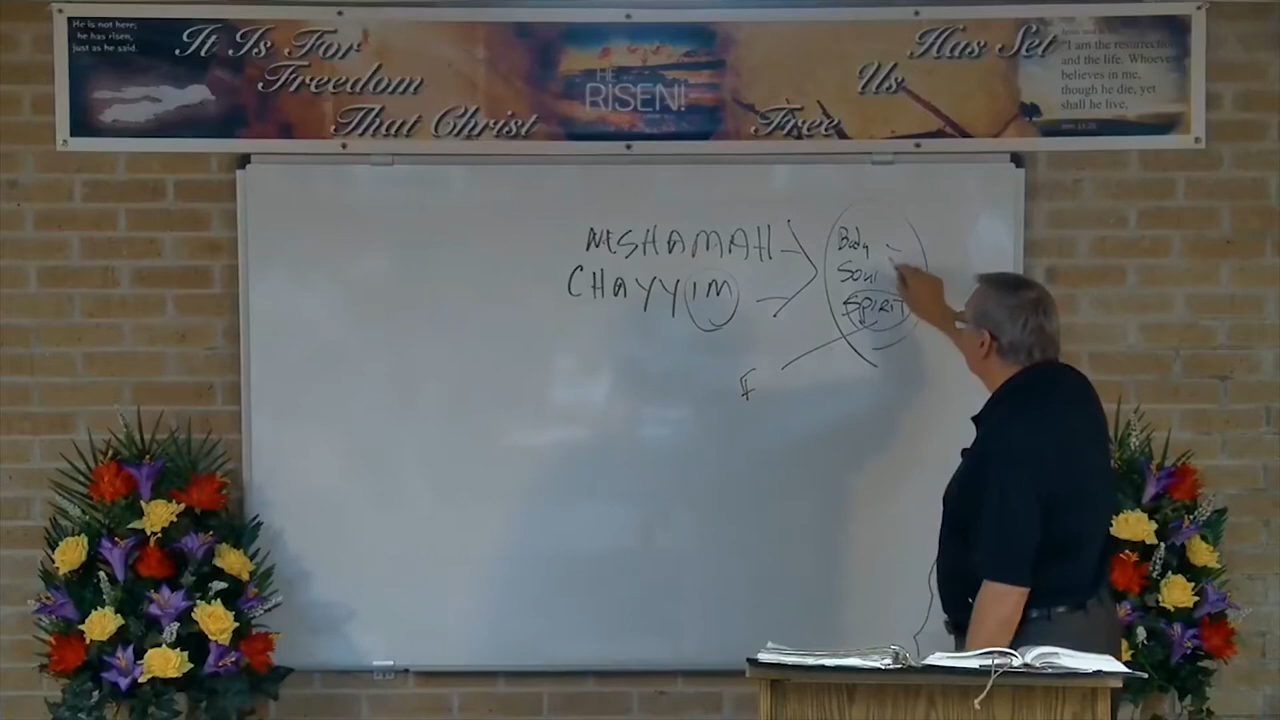 He is not here;
he has risen,
just as he said.
It Is For
Freedom
That Christ
HE
RISEN!
Has Set
Us
Free
"I am the resurrection
and the life. Whoever
believes in me,
though he die, yet
shall he live,
NESHAMAH
CHAYYIM
Body
Soul
Spirit